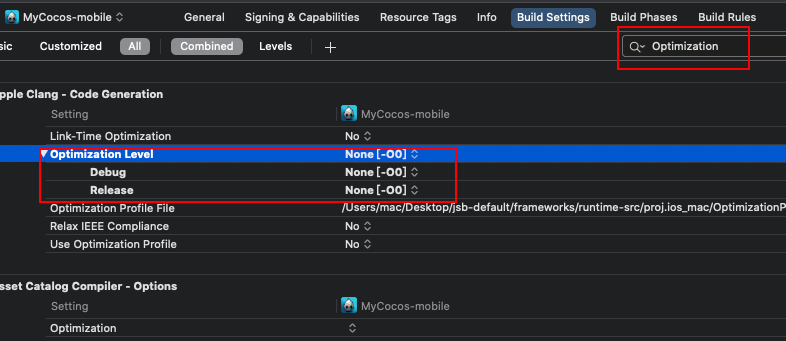 MyCocos-mobile General Signing & Capabilities Resource Tags Info Build Settings Build Phases Build Rules
sic Customized All Combined Levels + Optimization
pple Clang - Code Generation
Setting MyCocos-mobile
Link-Time Optimization No
Optimization Level None [-O0]
Debug None [-O0]
Release None [-O0]
Optimization Profile File /Users/mac/Desktop/jsb-default/frameworks/runtime-src/proj.ios_mac/OptimizationP
Relax IEEE Compliance No
Use Optimization Profile No
sset Catalog Compiler - Options
Setting MyCocos-mobile
Optimization